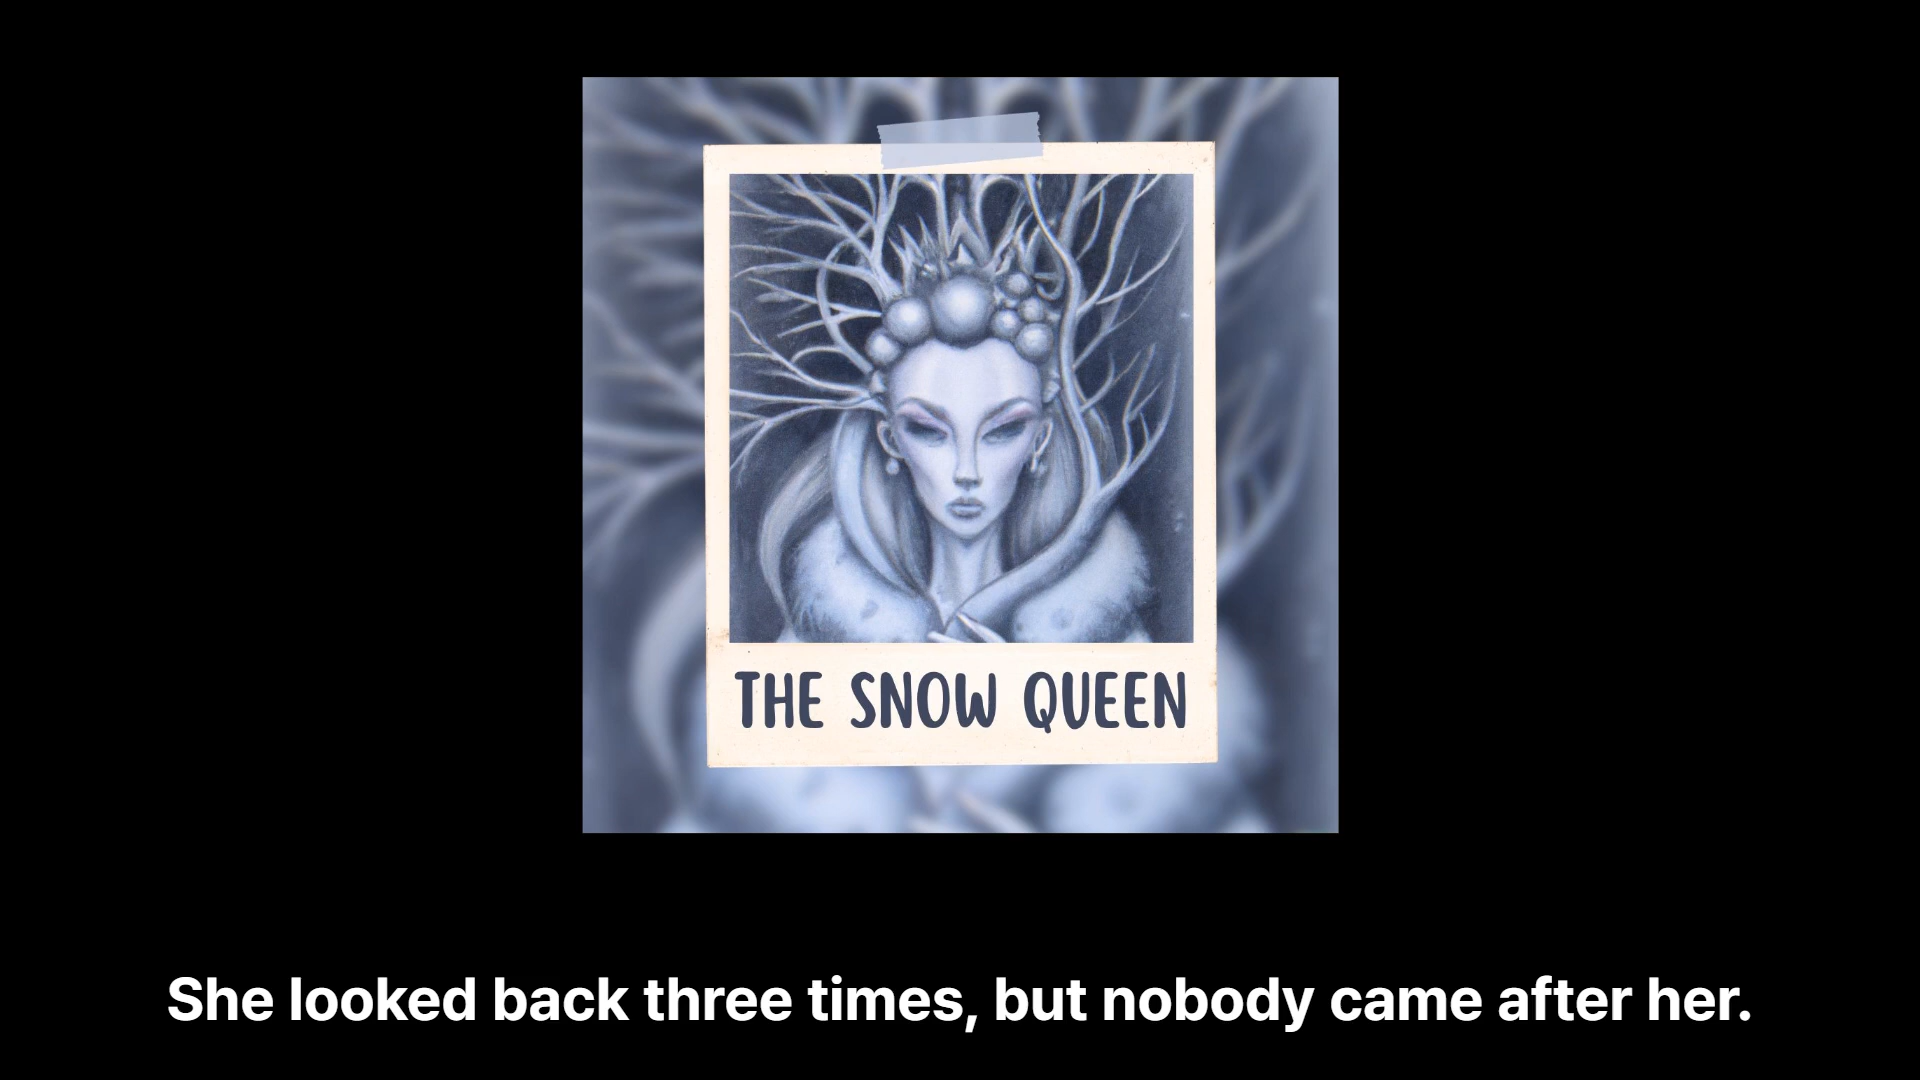 THE SNOW QUEEN
She looked back three times, but nobody came after her.